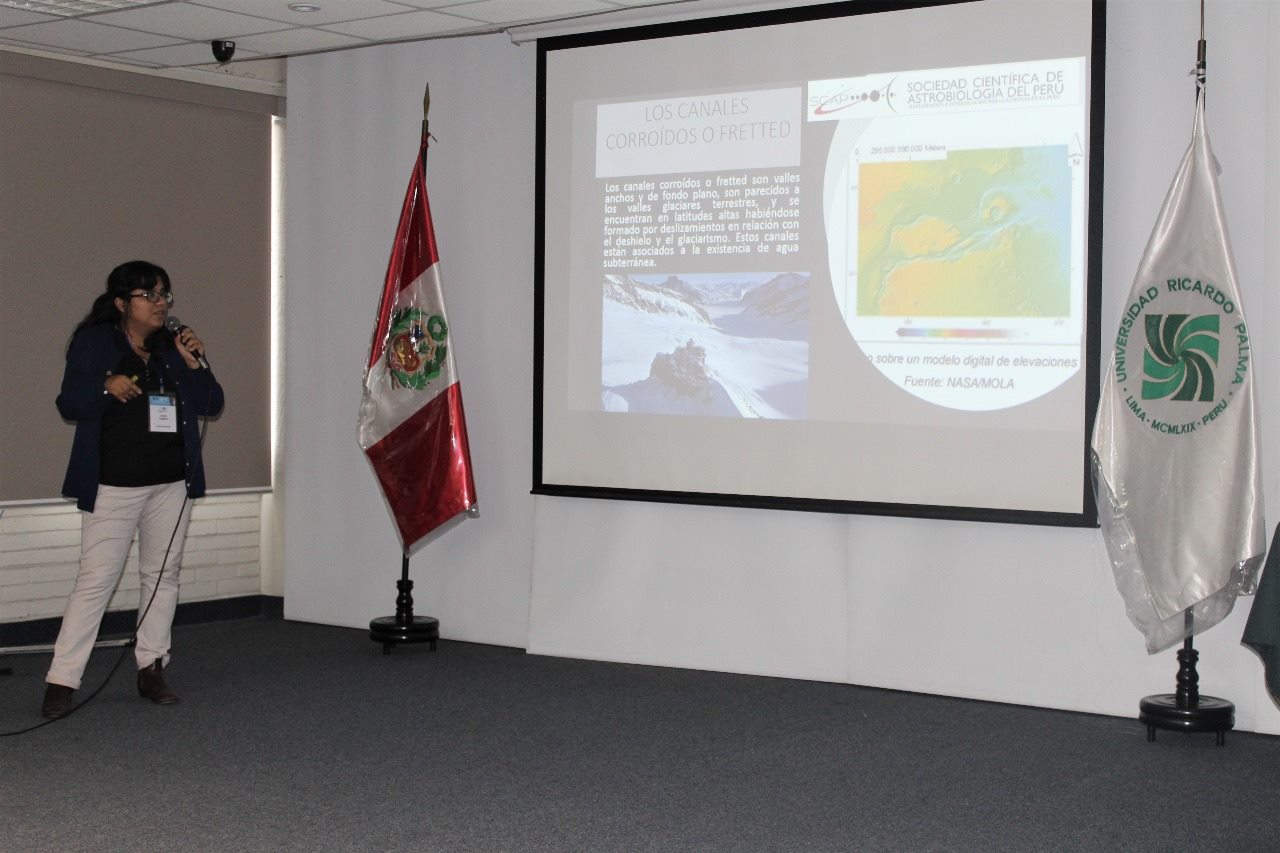 LOS CANALES
CORROÍDOS O FRETTED
Los canales corroídos o fretted son valles
anchos y de fondo plano, son parecidos a
los valles glaciares terrestres, y se
encuentran en latitudes altas habiéndose
formado por deslizamientos en relación con
el deshielo y el glaciarismo. Estos canales
están asociados a la existencia de agua
subterránea.
SCAP
SOCIEDAD CIENTÍFICA DE
ASTROBIOLOGÍA DEL PERÚ
Meters
N
o sobre un modelo digital de elevaciones
Fuente: NASA/MOLA
UNIVERSIDAD RICARDO PALMA
LIMA · MCMLXIX · PERU